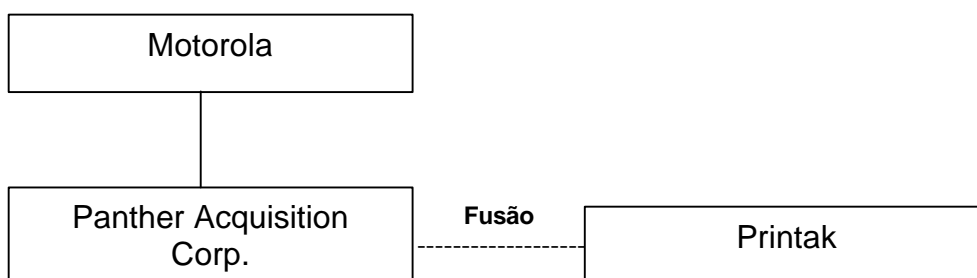 Motorola
Panther Acquisition
Corp.
Fusão
Printak